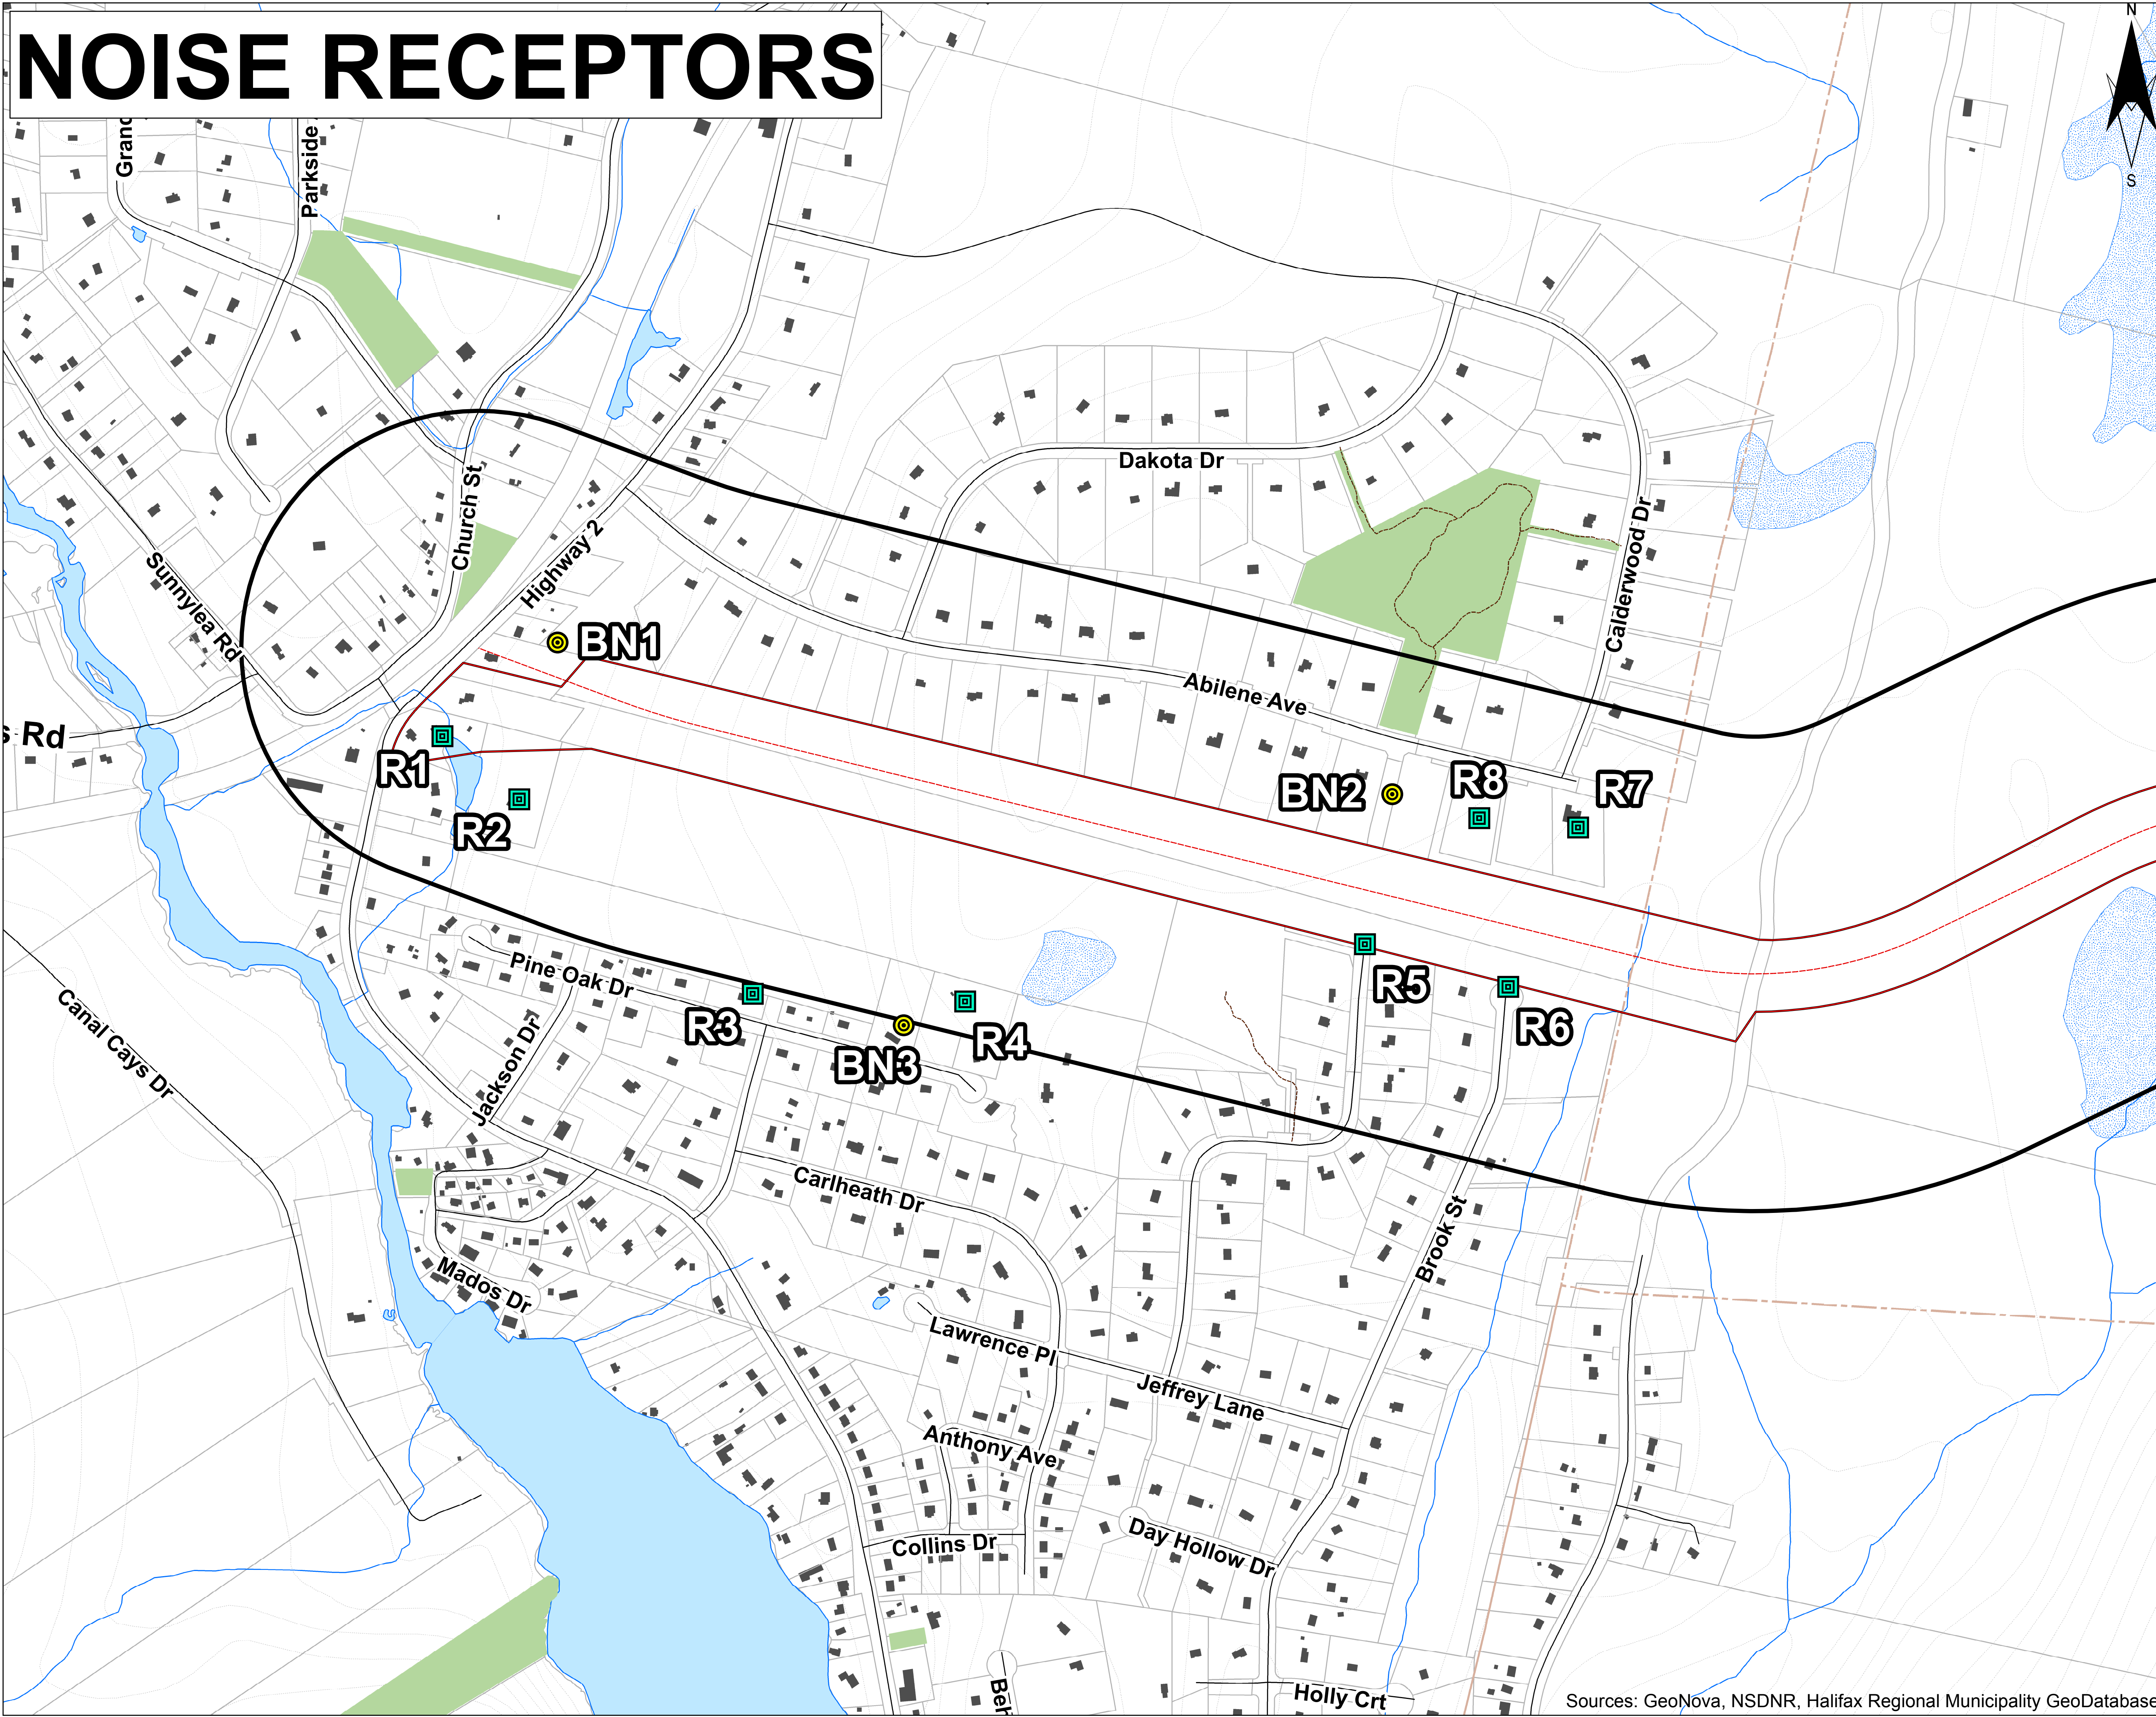 NOISE RECEPTORS
N
S
Grand
Parkside
Church St
Highway 2
Sunnylea Rd
Dakota Dr
Calderwood Dr
BN1
Abilene Ave
s Rd
R1
R2
BN2
R8
R7
Pine Oak Dr
R3
BN3
R4
R5
R6
Canal Cays Dr
Jackson Dr
Carlheath Dr
Brook St
Mados Dr
Lawrence Pl
Jeffrey Lane
Anthony Ave
Collins Dr
Day Hollow Dr
Holly Crt
Sources: GeoNova, NSDNR, Halifax Regional Municipality GeoDatabase